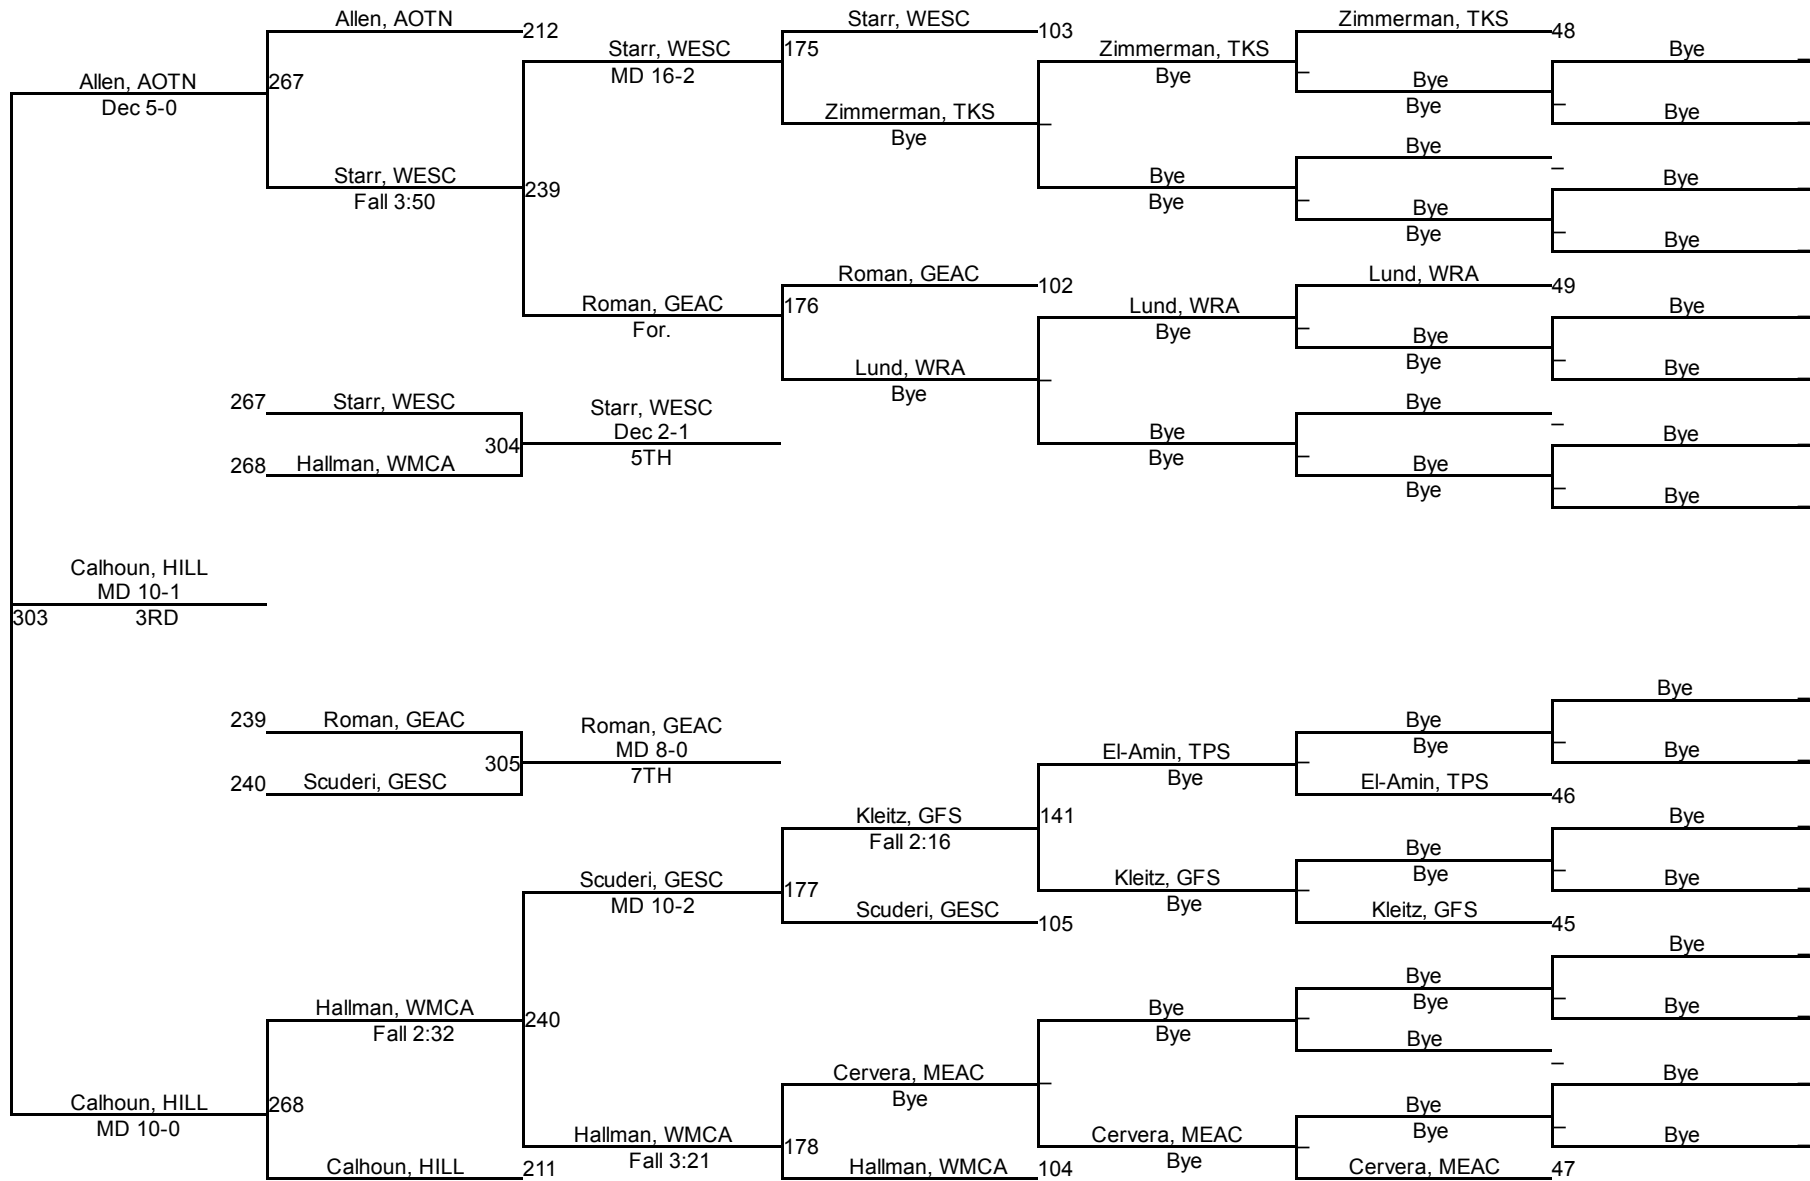 Allen, AOTN
212
Starr, WESC
103
Zimmerman, TKS
48
Starr, WESC
MD 16-2
175
Zimmerman, TKS
Bye
Bye
Allen, AOTN
Dec 5-0
267
Bye
Bye
Bye
Zimmerman, TKS
Bye
Bye
Starr, WESC
Fall 3:50
239
Bye
Bye
Bye
Bye
Bye
Bye
Roman, GEAC
102
Lund, WRA
49
Bye
Roman, GEAC
For.
176
Lund, WRA
Bye
Bye
Bye
Bye
Lund, WRA
Bye
267
Starr, WESC
Starr, WESC
Dec 2-1
5TH
304
268
Hallman, WMCA
Bye
Bye
Bye
Bye
Bye
Bye
Bye
Calhoun, HILL
MD 10-1
303
3RD
Bye
239
Roman, GEAC
Roman, GEAC
MD 8-0
7TH
305
240
Scuderi, GESC
Bye
Bye
Bye
El-Amin, TPS
Bye
El-Amin, TPS
46
Kleitz, GFS
Fall 2:16
141
Bye
Bye
Bye
Bye
Scuderi, GESC
MD 10-2
177
Kleitz, GFS
Bye
Scuderi, GESC
105
Kleitz, GFS
45
Bye
Bye
Bye
Bye
Hallman, WMCA
Fall 2:32
240
Bye
Bye
Bye
Cervera, MEAC
Bye
Bye
Calhoun, HILL
MD 10-0
268
Bye
Bye
Bye
Hallman, WMCA
Fall 3:21
178
Cervera, MEAC
Bye
Calhoun, HILL
211
Hallman, WMCA
104
Cervera, MEAC
47